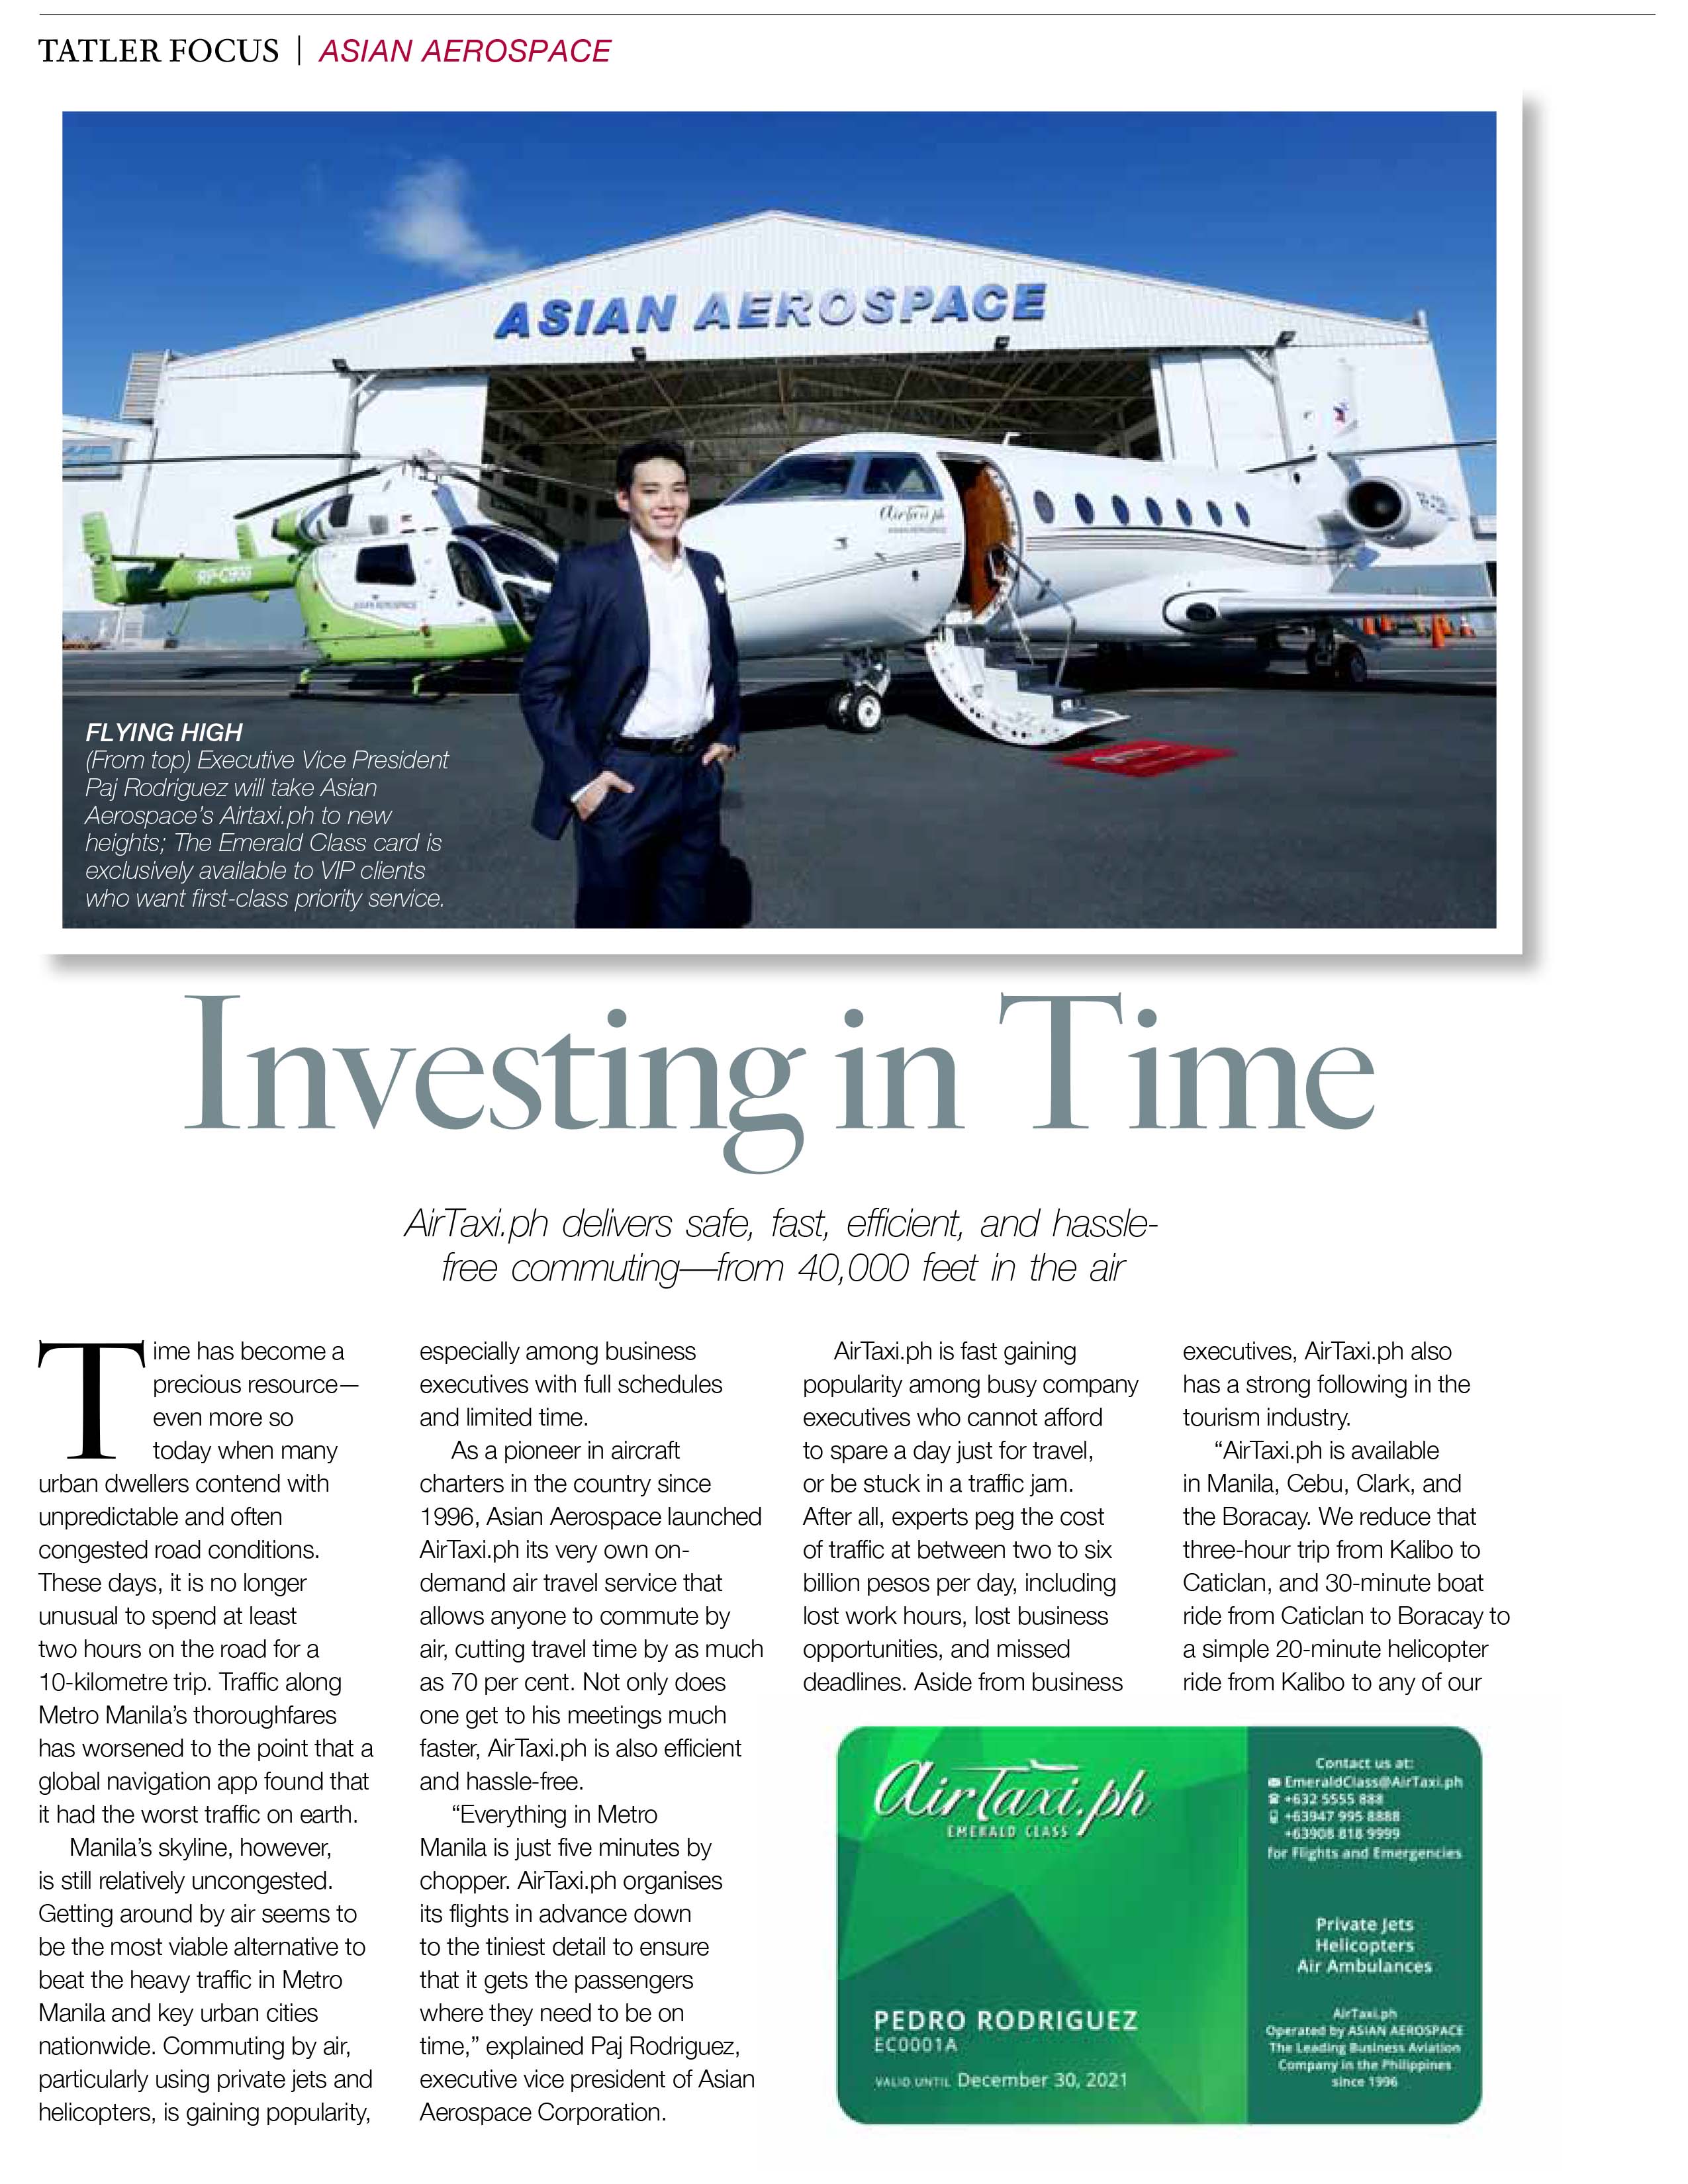 TATLER FOCUS | ASIAN AEROSPACE
ASIAN AEROSPACE
AirTaxi.ph
ASIAN AEROSPACE
RP-C900
ASIAN AEROSPACE
FLYING HIGH
(From top) Executive Vice President
Paj Rodriguez will take Asian
Aerospace's Airtaxi.ph to new
heights; The Emerald Class card is
exclusively available to VIP clients
who want first-class priority service.
Investing in Time
AirTaxi.ph delivers safe, fast, efficient, and hassle-
free commuting—from 40,000 feet in the air
Time has become a
precious resource—
even more so
today when many
urban dwellers contend with
unpredictable and often
congested road conditions.
These days, it is no longer
unusual to spend at least
two hours on the road for a
10-kilometre trip. Traffic along
Metro Manila's thoroughfares
has worsened to the point that a
global navigation app found that
it had the worst traffic on earth.
Manila's skyline, however,
is still relatively uncongested.
Getting around by air seems to
be the most viable alternative to
beat the heavy traffic in Metro
Manila and key urban cities
nationwide. Commuting by air,
particularly using private jets and
helicopters, is gaining popularity,
especially among business
executives with full schedules
and limited time.
As a pioneer in aircraft
charters in the country since
1996, Asian Aerospace launched
AirTaxi.ph its very own on-
demand air travel service that
allows anyone to commute by
air, cutting travel time by as much
as 70 per cent. Not only does
one get to his meetings much
faster, AirTaxi.ph is also efficient
and hassle-free.
“Everything in Metro
Manila is just five minutes by
chopper. AirTaxi.ph organises
its flights in advance down
to the tiniest detail to ensure
that it gets the passengers
where they need to be on
time,” explained Paj Rodriguez,
executive vice president of Asian
Aerospace Corporation.
AirTaxi.ph is fast gaining
popularity among busy company
executives who cannot afford
to spare a day just for travel,
or be stuck in a traffic jam.
After all, experts peg the cost
of traffic at between two to six
billion pesos per day, including
lost work hours, lost business
opportunities, and missed
deadlines. Aside from business
executives, AirTaxi.ph also
has a strong following in the
tourism industry.
“AirTaxi.ph is available
in Manila, Cebu, Clark, and
the Boracay. We reduce that
three-hour trip from Kalibo to
Caticlan, and 30-minute boat
ride from Caticlan to Boracay to
a simple 20-minute helicopter
ride from Kalibo to any of our
AirTaxi.ph
EMERALD CLASS
PEDRO RODRIGUEZ
EC0001A
VALID UNTIL December 30, 2021
Contact us at:
EmeraldClass@AirTaxi.ph
+632 5555 888
+63947 995 8888
+63908 818 9999
for Flights and Emergencies
Private Jets
Helicopters
Air Ambulances
AirTaxi.ph
Operated by ASIAN AEROSPACE
The Leading Business Aviation
Company in the Philippines
since 1996